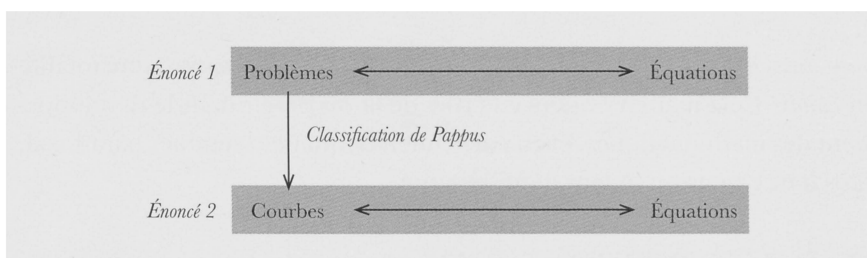 Énoncé 1 Problèmes Équations
Classification de Pappus
Énoncé 2 Courbes Équations